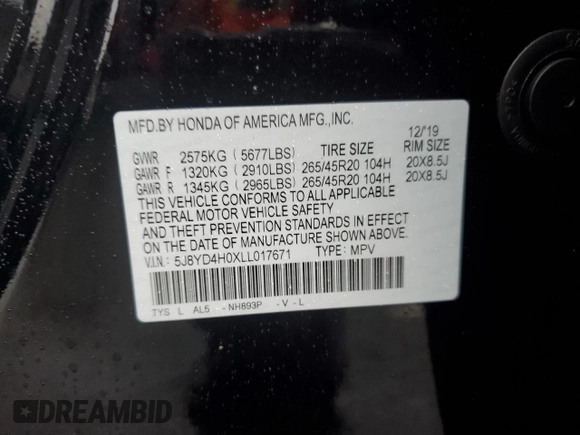 MFD.BY HONDA OF AMERICA MFG.,INC.
12/'19
GVWR 2575KG (5677LBS) TIRE SIZE RIM SIZE
GAWR F 1320KG (2910LBS) 265/45R20 104H 20X8.5J
GAWR R 1345KG (2965LBS) 265/45R20 104H 20X8.5J
THIS VEHICLE CONFORMS TO ALL APPLICABLE
FEDERAL MOTOR VEHICLE SAFETY
AND THEFT PREVENTION STANDARDS IN EFFECT
ON THE DATE OF MANUFACTURE SHOWN ABOVE.
V.I.N.: 5J8YD4H0XLL017671 TYPE: MPV
TYS L AL5 - NH893P - V - L
DREAMBID